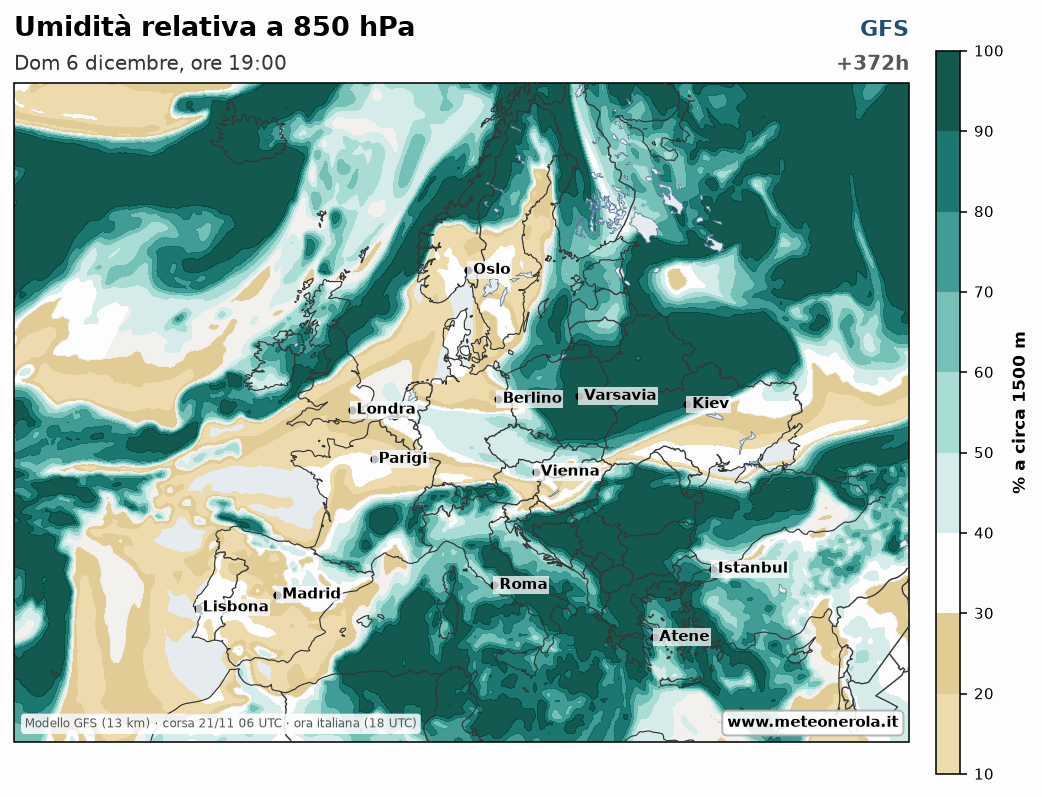 Umidità relativa a 850 hPa
GFS
Dom 6 dicembre, ore 19:00
+372h
100
90
80
70
60
50
40
30
20
10
% a circa 1500 m
Oslo
Berlino
Varsavia
Kiev
Londra
Parigi
Vienna
Istanbul
Roma
Madrid
Lisbona
Atene
Modello GFS (13 km) · corsa 21/11 06 UTC · ora italiana (18 UTC)
www.meteonerola.it